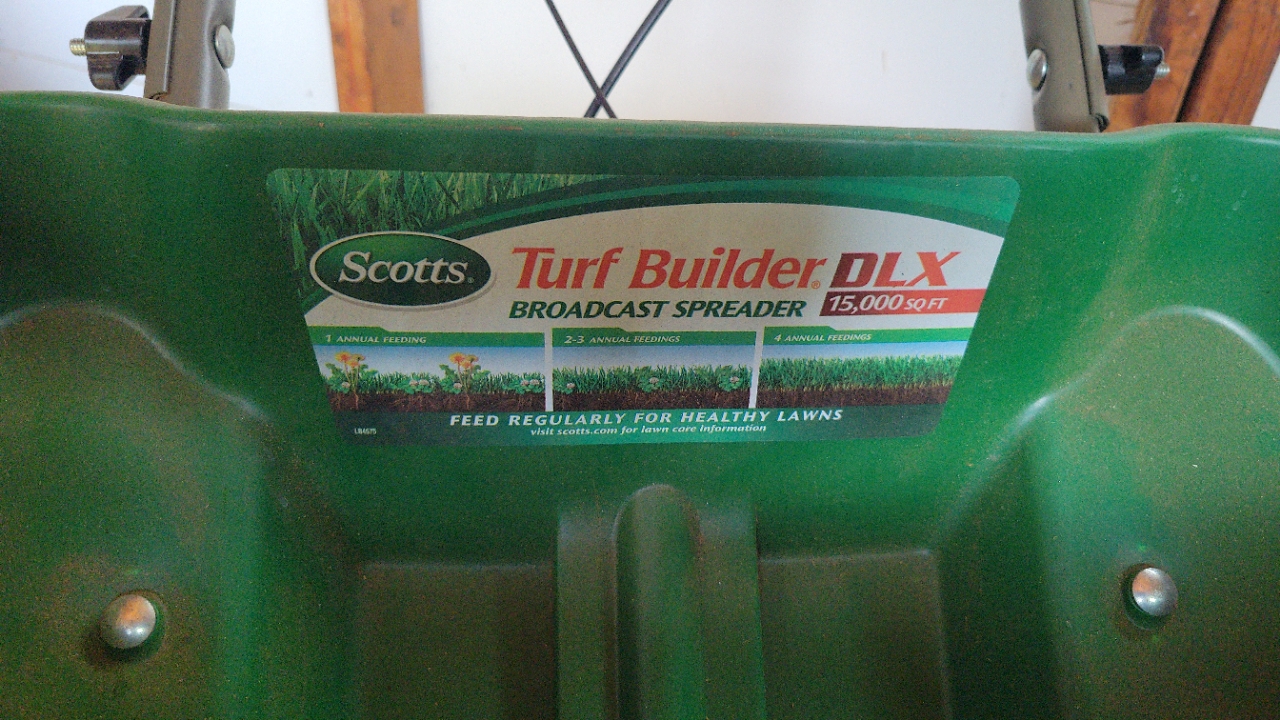 Scotts®
Turf Builder® DLX
BROADCAST SPREADER 15,000 SQ FT
1 ANNUAL FEEDING 2-3 ANNUAL FEEDINGS 4 ANNUAL FEEDINGS
FEED REGULARLY FOR HEALTHY LAWNS
visit scotts.com for lawn care information